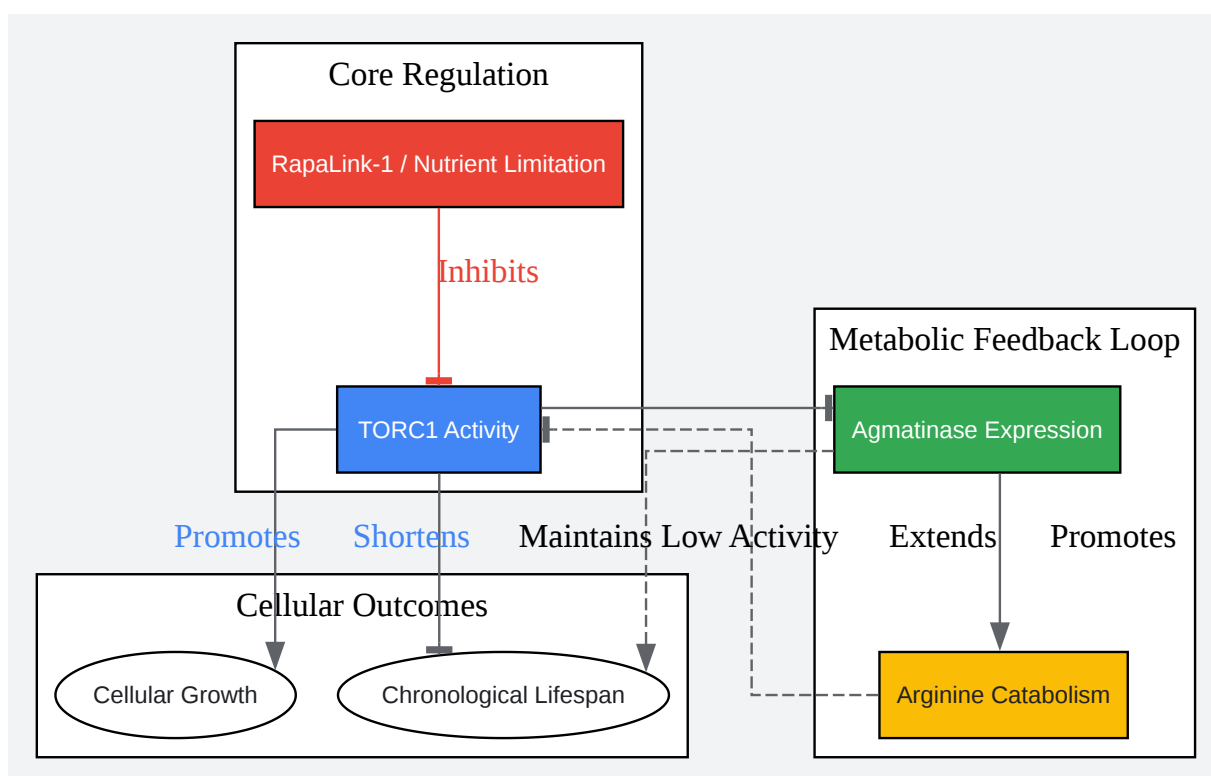 Core Regulation
RapaLink-1 / Nutrient Limitation
Inhibits
Metabolic Feedback Loop
TORC1 Activity
Agmatinase Expression
Promotes
Shortens
Maintains Low Activity
Extends
Promotes
Cellular Outcomes
Cellular Growth
Chronological Lifespan
Arginine Catabolism